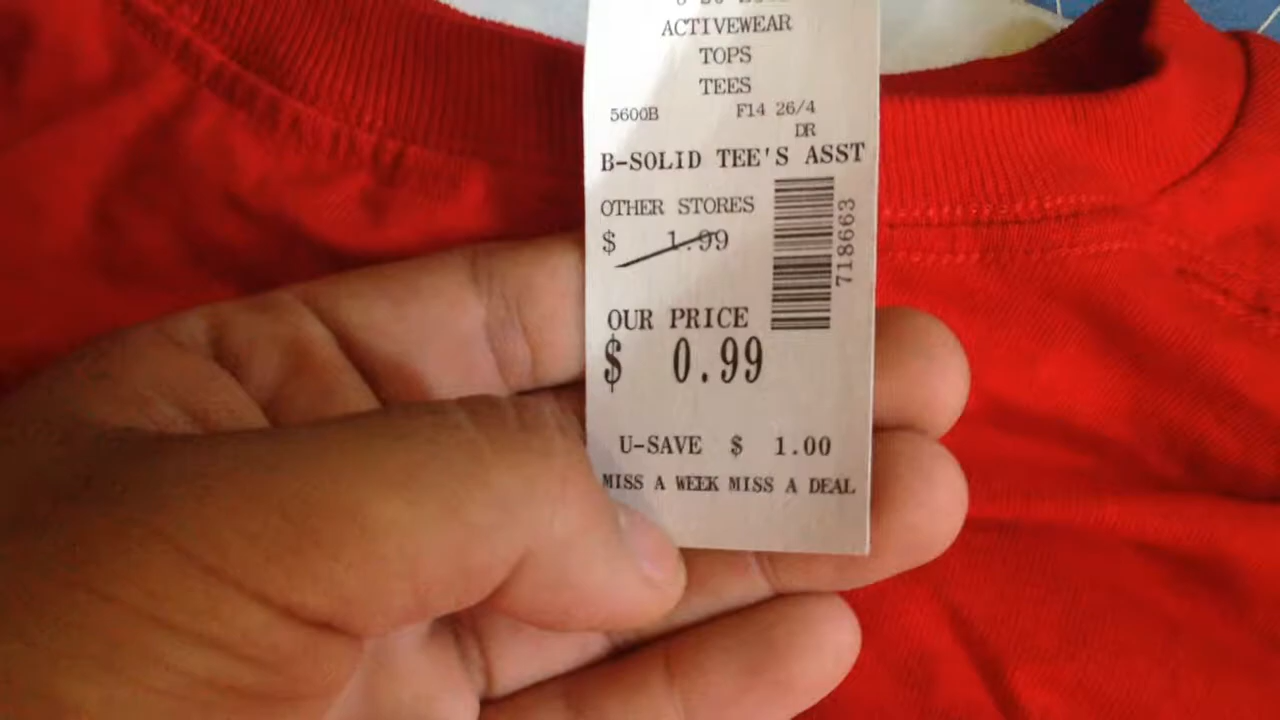 ACTIVEWEAR
TOPS
TEES
5600B F14 26/4
DR
B-SOLID TEE'S ASST
OTHER STORES
$ 1.99
718663
OUR PRICE
$ 0.99
U-SAVE $ 1.00
MISS A WEEK MISS A DEAL